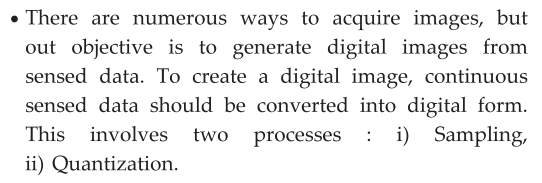 • There are numerous ways to acquire images, but
out objective is to generate digital images from
sensed data. To create a digital image, continuous
sensed data should be converted into digital form.
This involves two processes : i) Sampling,
ii) Quantization.